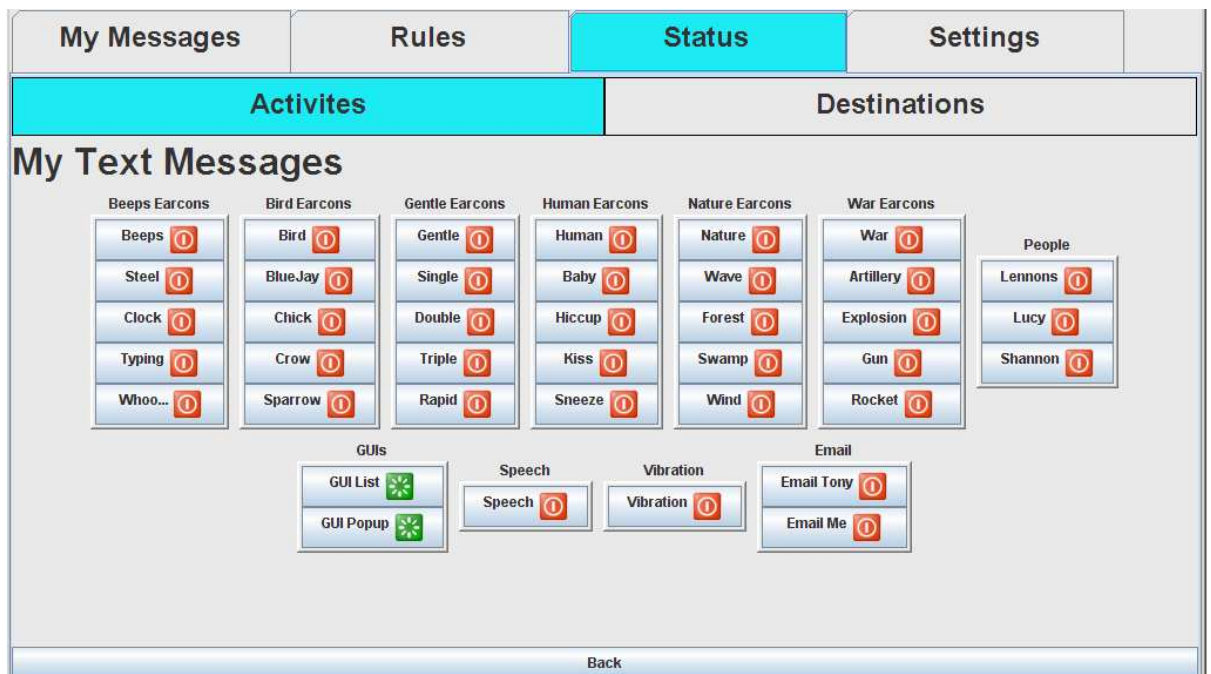 My Messages Rules Status Settings
Activites Destinations
My Text Messages
Beeps Earcons Bird Earcons Gentle Earcons Human Earcons Nature Earcons War Earcons
Beeps Bird Gentle Human Nature War People
Steel BlueJay Single Baby Wave Artillery Lennons
Clock Chick Double Hiccup Forest Explosion Lucy
Typing Crow Triple Kiss Swamp Gun Shannon
Whoo... Sparrow Rapid Sneeze Wind Rocket
GUIs Speech Vibration Email
GUI List Speech Vibration Email Tony
GUI Popup Email Me
Back